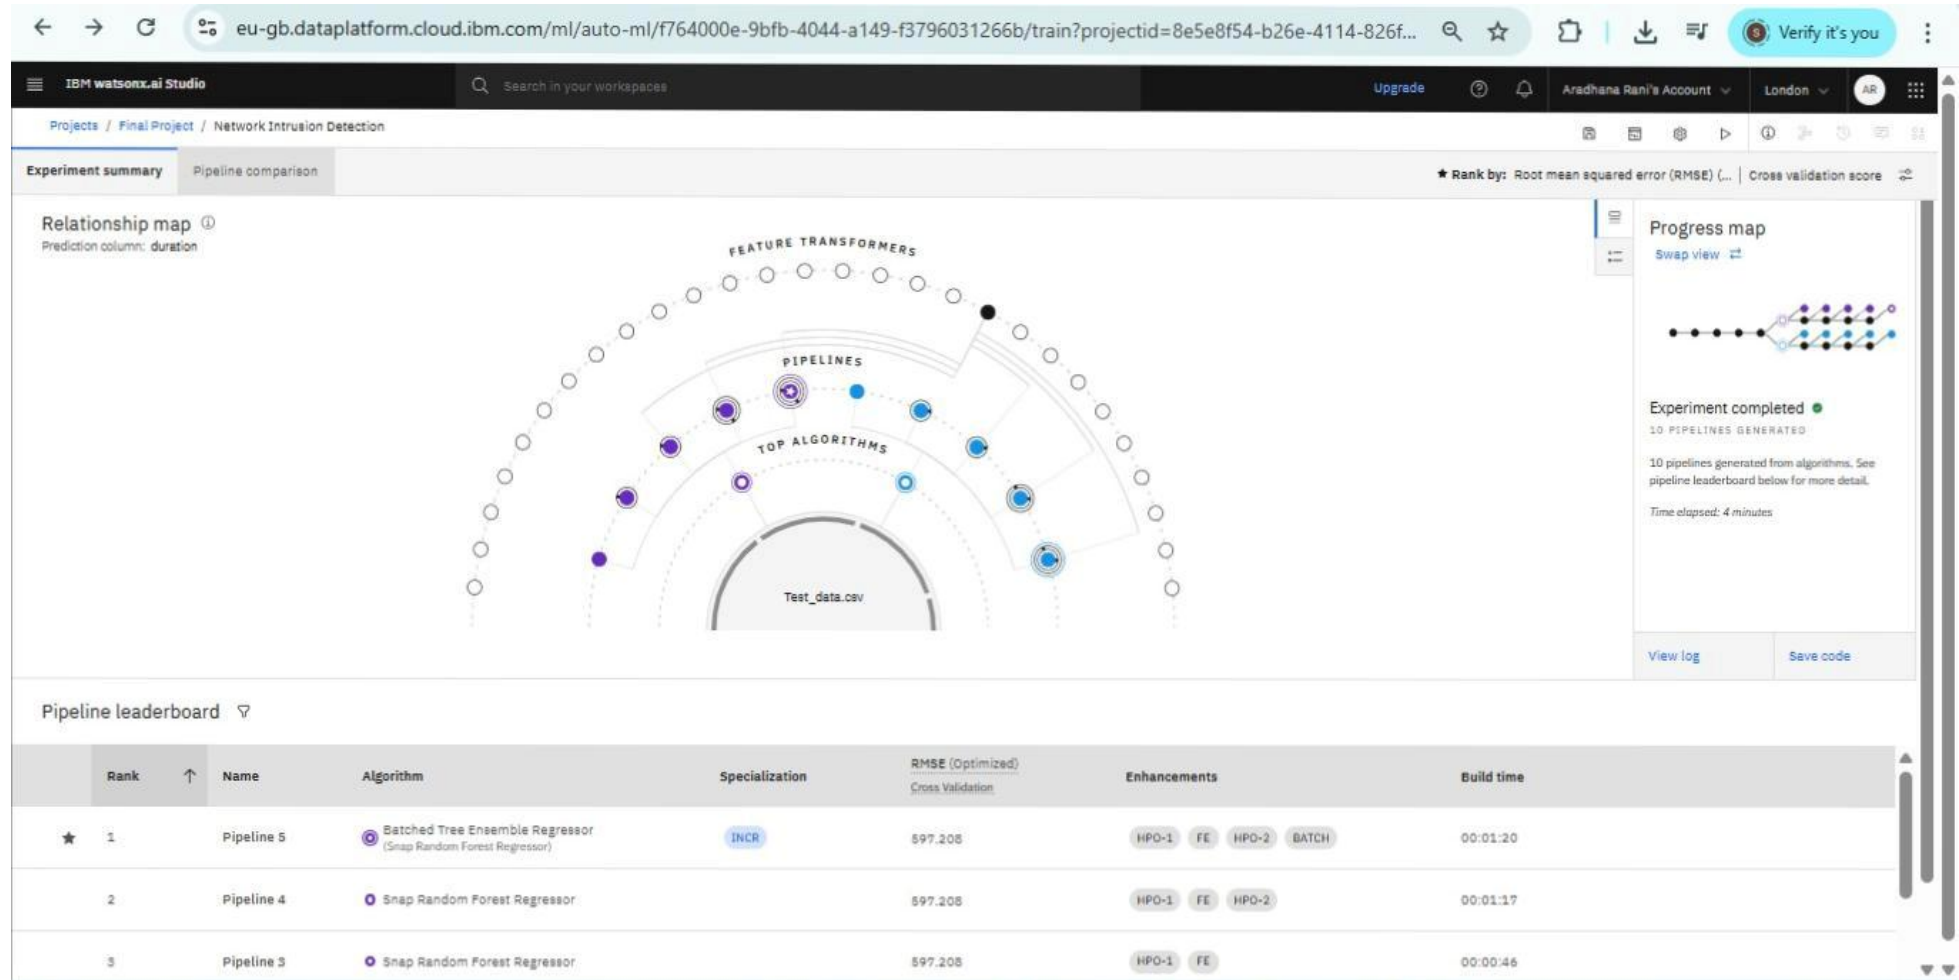 eu-gb.dataplatform.cloud.ibm.com/ml/auto-ml/f764000e-9bfb-4044-a149-f3796031266b/train?projectid=8e5e8f54-b26e-4114-826f...
S
Verify it's you
IBM watsonx.ai Studio
Search in your workspaces
Upgrade
Aradhana Rani's Account
London
AR
Projects / Final Project / Network Intrusion Detection
Experiment summary
Pipeline comparison
★ Rank by: Root mean squared error (RMSE) (... | Cross validation score
Relationship map
Prediction column: duration
FEATURE TRANSFORMERS
PIPELINES
TOP ALGORITHMS
Test_data.csv
Progress map
Swap view
Experiment completed
10 PIPELINES GENERATED
10 pipelines generated from algorithms. See
pipeline leaderboard below for more detail.
Time elapsed: 4 minutes
View log
Save code
Pipeline leaderboard
Rank ↑ Name Algorithm Specialization RMSE (Optimized) Enhancements Build time
Cross Validation
★ 1 Pipeline 5 Batched Tree Ensemble Regressor INCR 597.208 HPO-1 FE HPO-2 BATCH 00:01:20
(Snap Random Forest Regressor)
2 Pipeline 4 Snap Random Forest Regressor 597.208 HPO-1 FE HPO-2 00:01:17
3 Pipeline 3 Snap Random Forest Regressor 597.208 HPO-1 FE 00:00:46